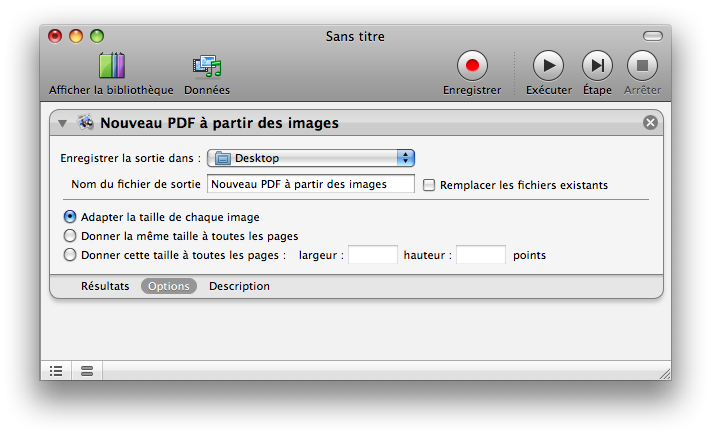 Sans titre
Afficher la bibliothèque Données Enregistrer Exécuter Étape Arrêter
Nouveau PDF à partir des images
Enregistrer la sortie dans : Desktop
Nom du fichier de sortie Nouveau PDF à partir des images Remplacer les fichiers existants
Adapter la taille de chaque image
Donner la même taille à toutes les pages
Donner cette taille à toutes les pages : largeur : hauteur : points
Résultats Options Description